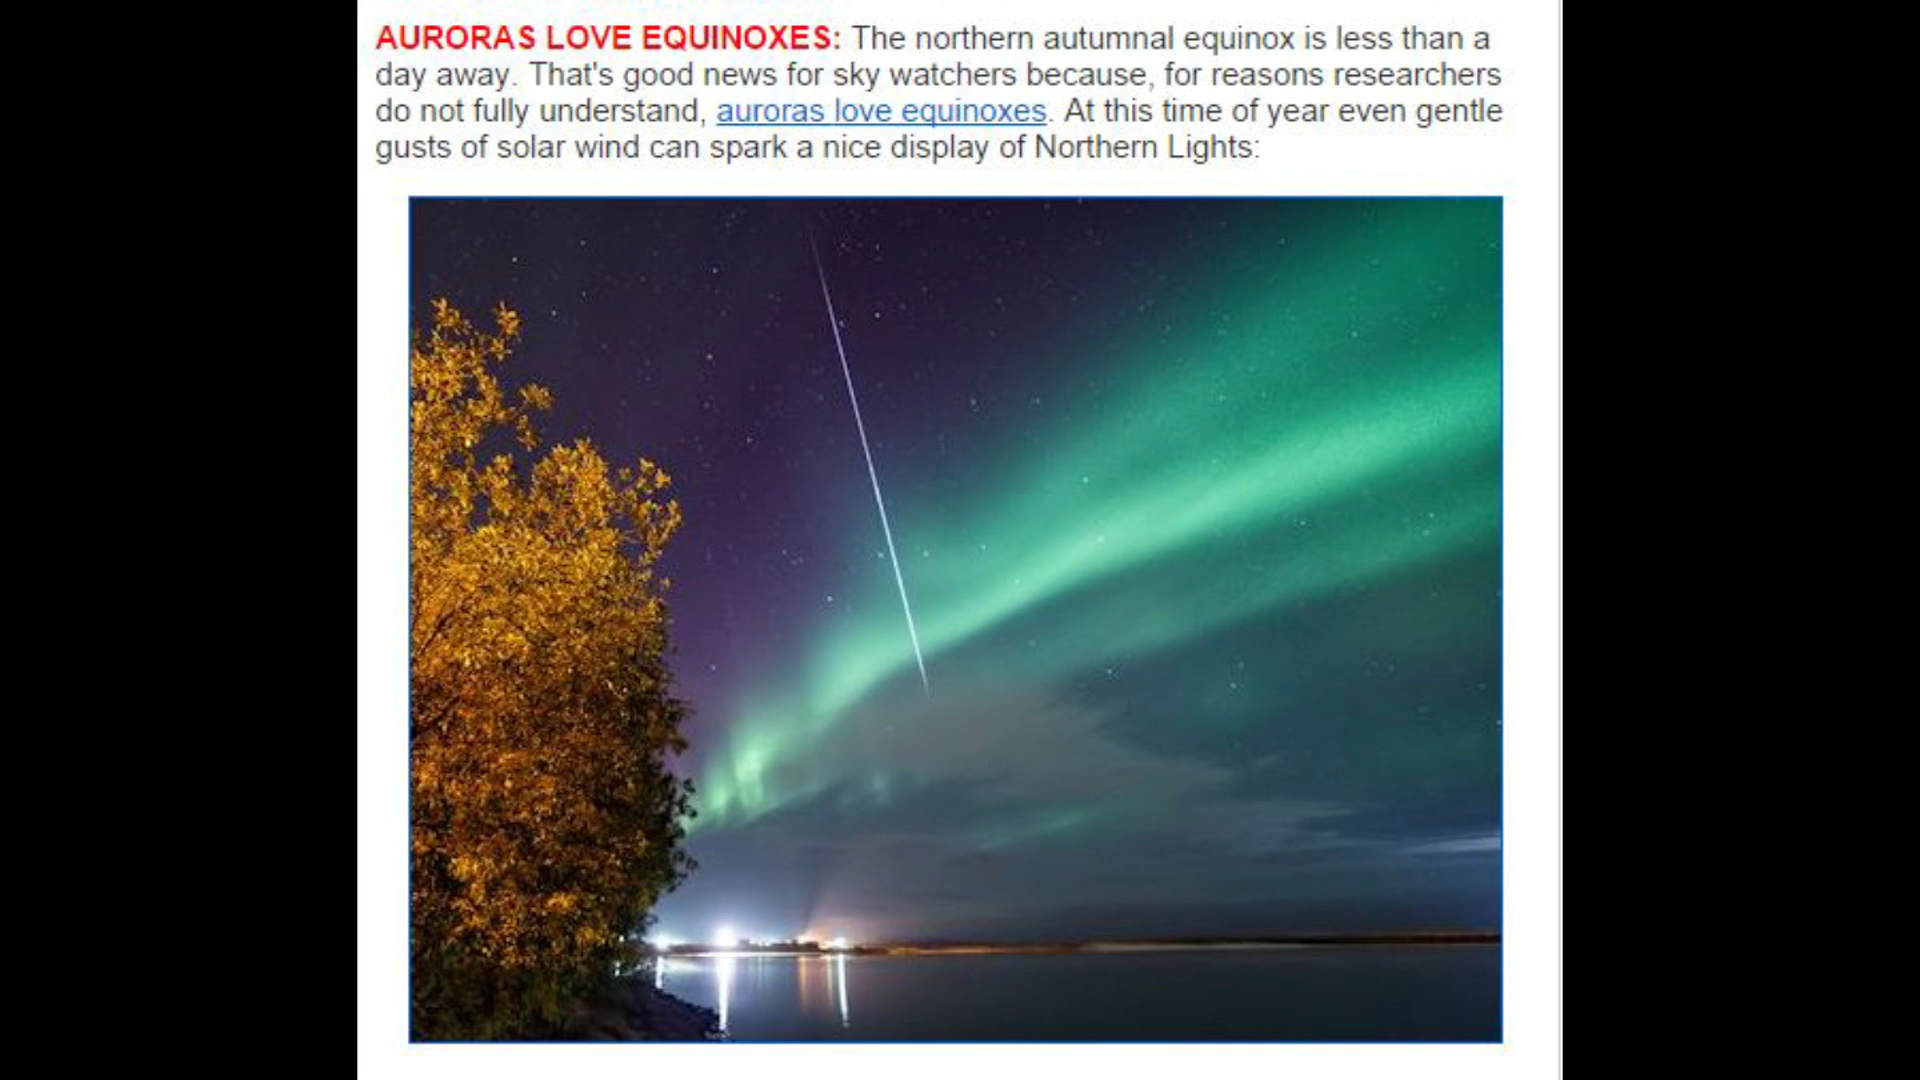 AURORAS LOVE EQUINOXES: The northern autumnal equinox is less than a
day away. That's good news for sky watchers because, for reasons researchers
do not fully understand, auroras love equinoxes. At this time of year even gentle
gusts of solar wind can spark a nice display of Northern Lights: